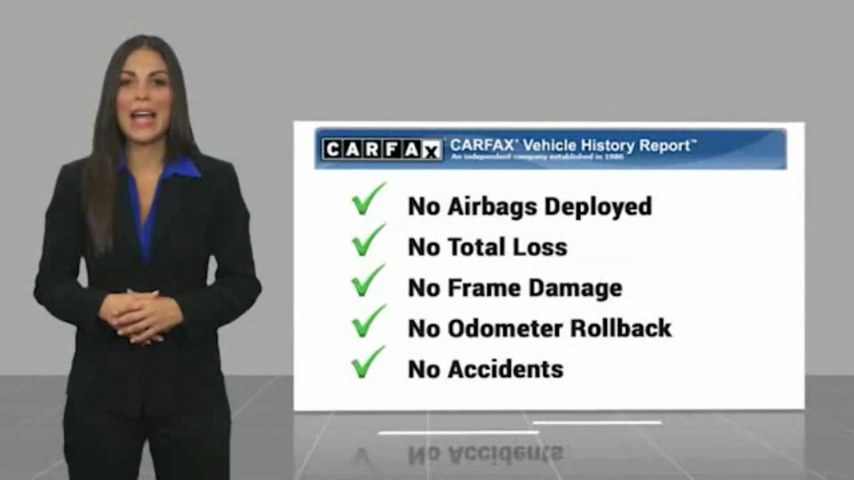 CARFAX CARFAX® Vehicle History Report™
An independent company established in 1986
No Airbags Deployed
No Total Loss
No Frame Damage
No Odometer Rollback
No Accidents
No Accidents